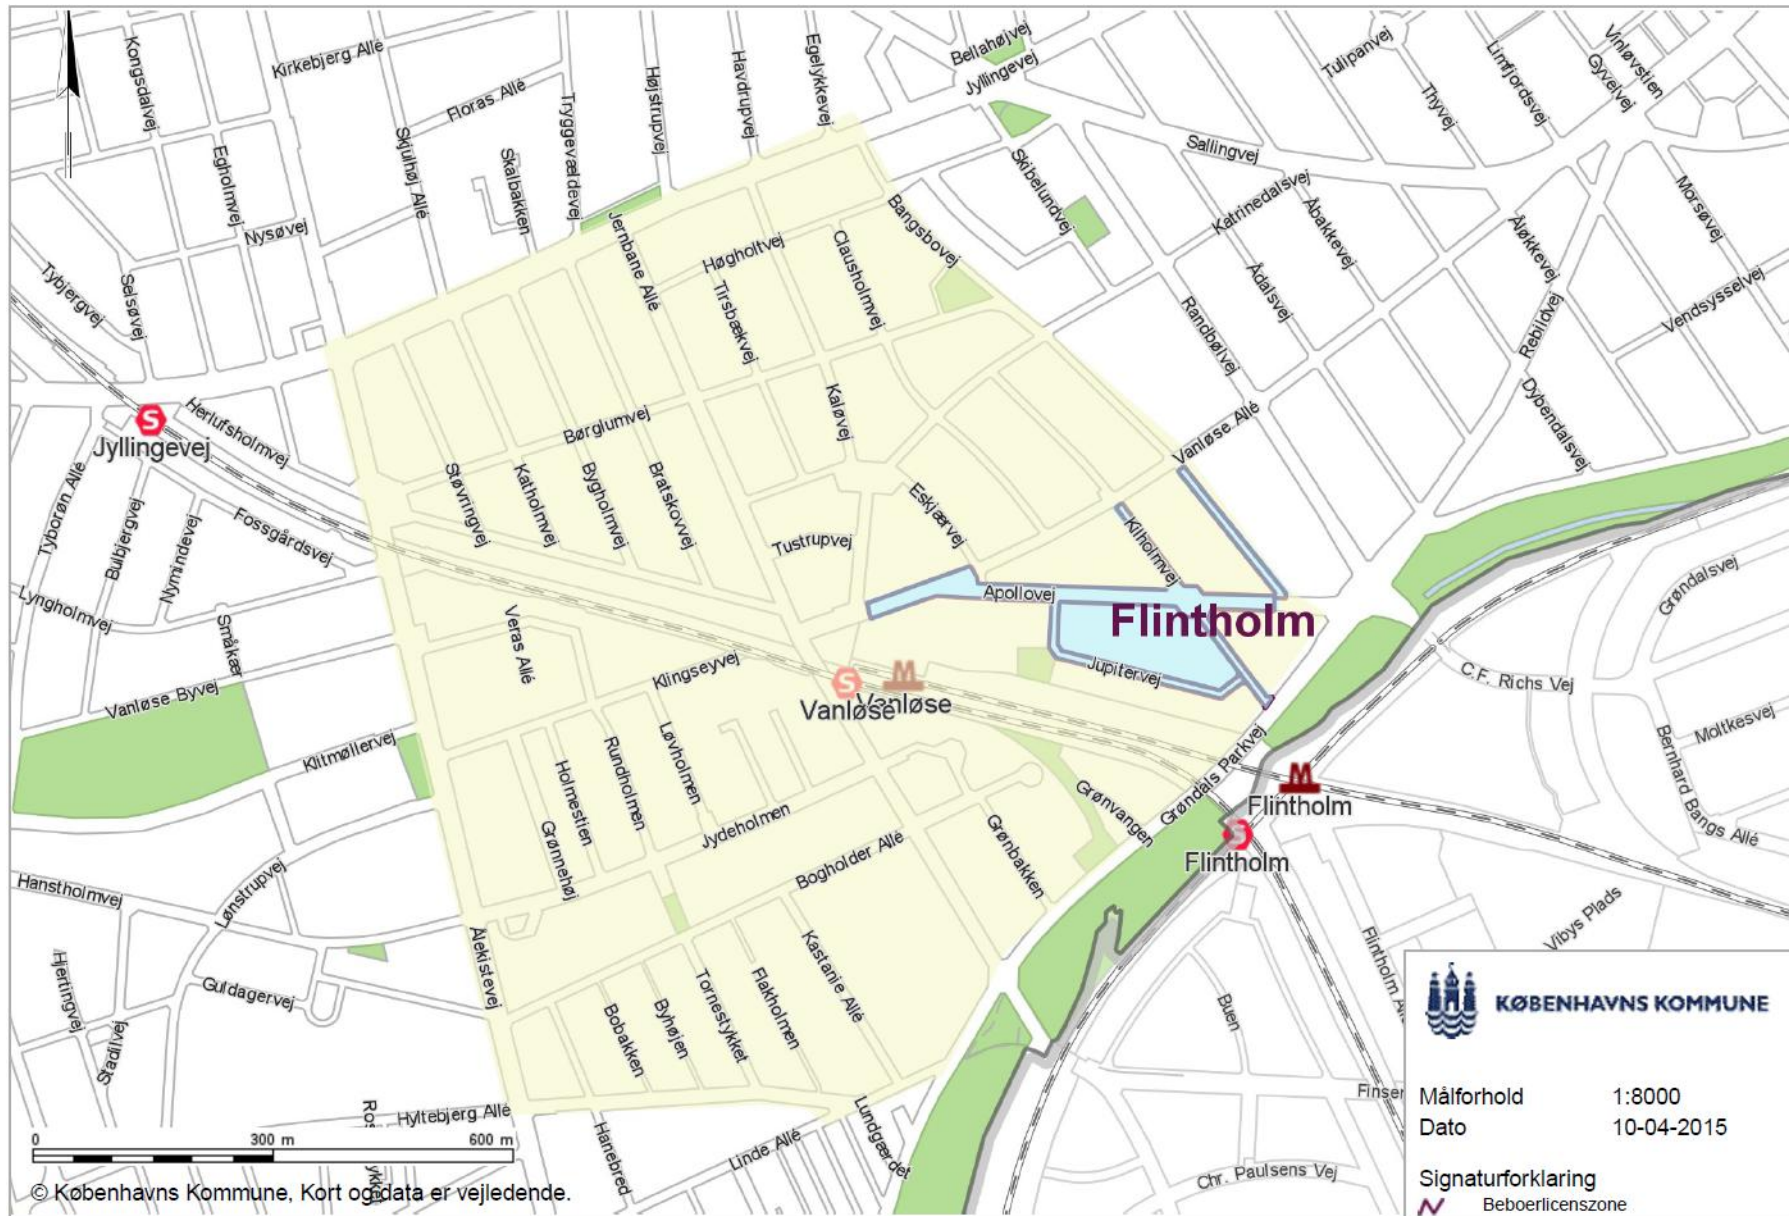 Kongsdalvej
Kirkebjerg Allé
Floras Allé
Tryggevældevej
Højstrupvej
Havdrupvej
Egelykkevej
Bellahøjvej
Jyllingevej
Tulipanvej
Thyvej
Limfjordsvej
Gyvelvej
Vinløvstien
Egholmvej
Skjulhøj Allé
Skalbakken
Nysøvej
Sallingvej
Skibelundvej
Katrinedalsvej
Åbakkevej
Ådalsvej
Åløkkevej
Morsøvej
Vendsysselvej
Rebildvej
Dybendalsvej
Randbølvej
Tybjergvej
Selsøvej
Jernbane Allé
Høgholtvej
Tirsbækvej
Clausholmvej
Bangsbovej
Kaløvej
Vanløse Allé
Herlufsholmvej
Jyllingevej
Børglumvej
Støvringvej
Katholmvej
Bygholmvej
Bratskovvej
Eskjærvej
Tustrupvej
Kilholmvej
Apollovej
Flintholm
Jupitervej
Tyborøn Allé
Bulbjergvej
Nymindevej
Fossgårdsvej
Lyngholmvej
Småkær
Veras Allé
Klingseyvej
Vanløse
Vanløse
Vanløse Byvej
Klitmøllervej
Grøndalsvej
C.F. Richs Vej
Moltkesvej
Bernhard Bangs Allé
Rundholmen
Løvholmen
Holmestien
Grønnehøj
Jydeholmen
Bogholder Allé
Grønvangen
Grøndals Parkvej
Grønbakken
Flintholm
Flintholm
Hanstholmvej
Lønstrupvej
Hjertingvej
Guldagervej
Stadilvej
Ålekistevej
Kastanie Allé
Flakholmen
Tornestykket
Byhøjen
Bobakken
Vibys Plads
Buen
Hyltebjerg Allé
Hanebred
Linde Allé
Lundgærdet
Chr. Paulsens Vej
0 300 m 600 m
© Københavns Kommune, Kort og data er vejledende.
KØBENHAVNS KOMMUNE
Målforhold 1:8000
Dato 10-04-2015
Signaturforklaring
Beboerlicenszone